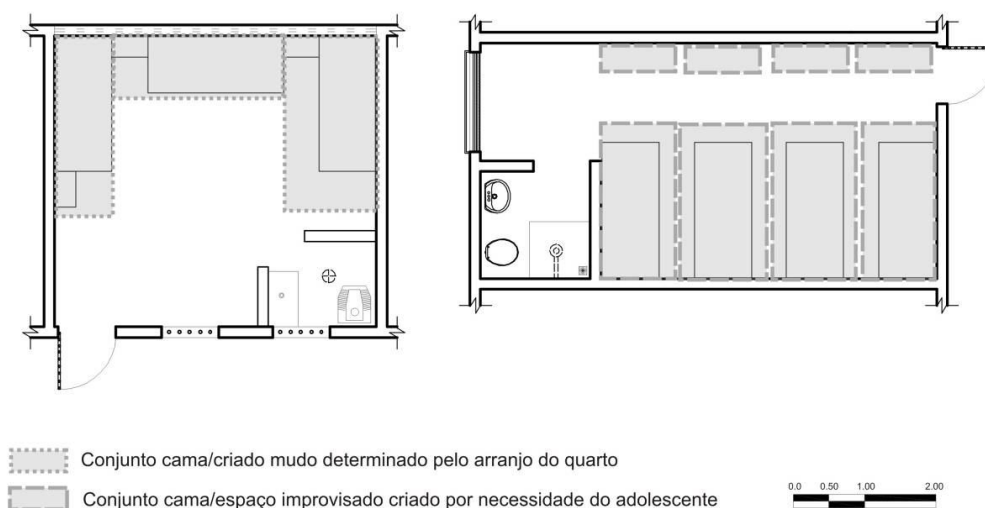 Conjunto cama/criado mudo determinado pelo arranjo do quarto
Conjunto cama/espaço improvisado criado por necessidade do adolescente
0.0 0.50 1.00 2.00